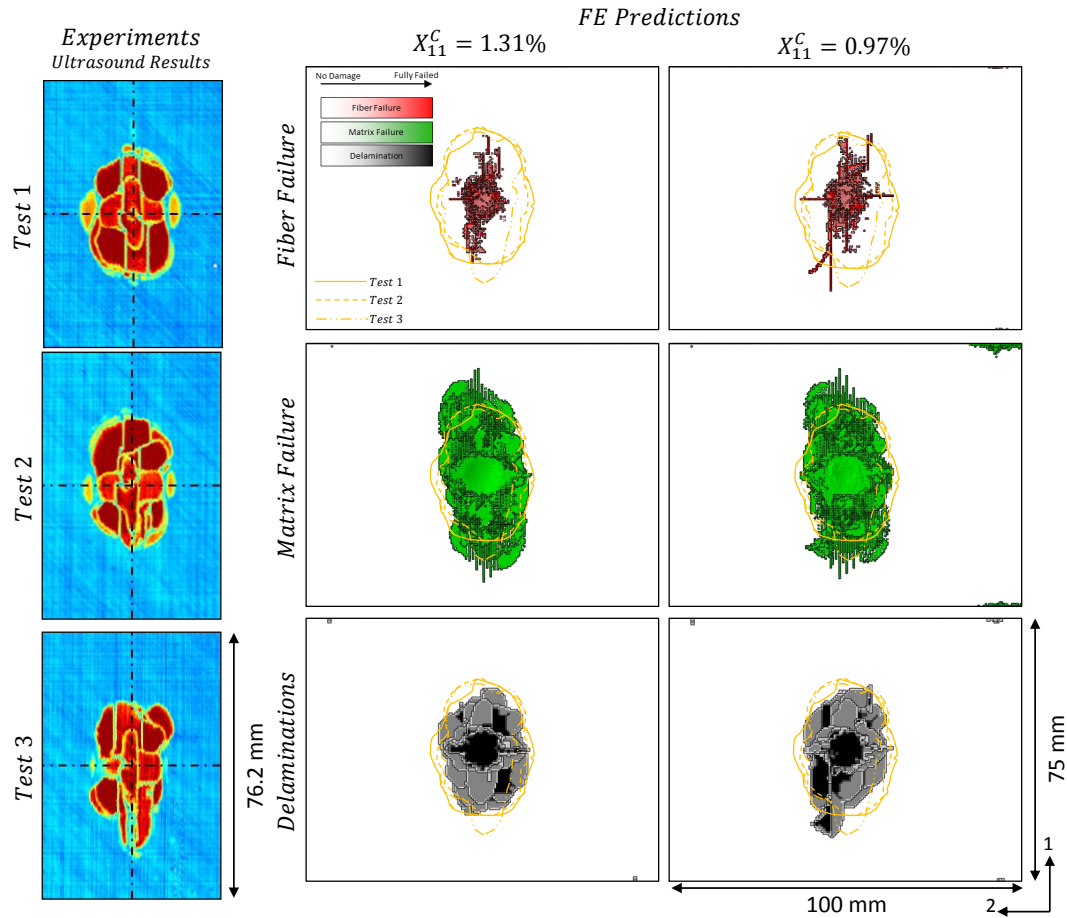 FE Predictions
Experiments
Ultrasound Results
X₁₁ᶜ = 1.31%
X₁₁ᶜ = 0.97%
Test 1
Fiber Failure
No Damage
Fully Failed
Fiber Failure
Matrix Failure
Delamination
Test 1
Test 2
Test 3
Test 2
Matrix Failure
Test 3
76.2 mm
Delaminations
75 mm
1
2
100 mm